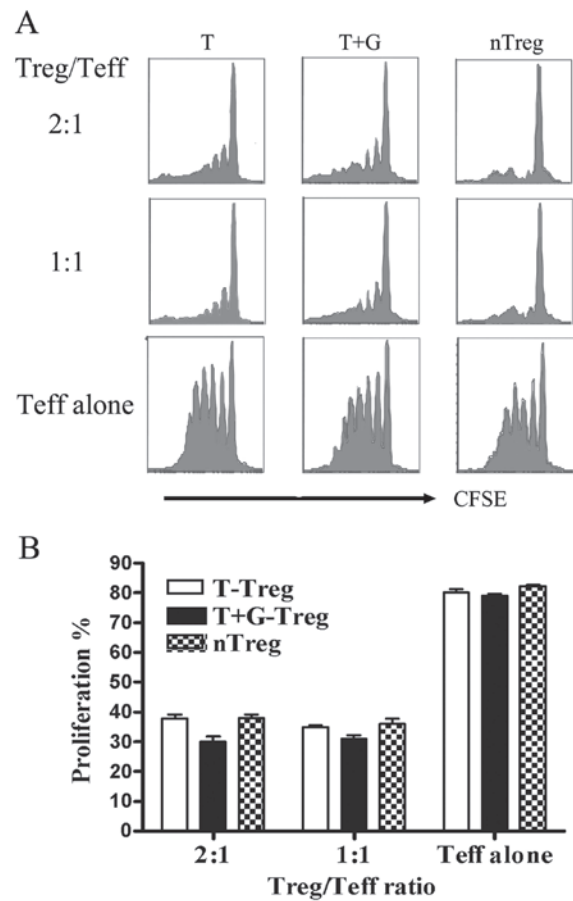 A
T T+G nTreg
Treg/Teff
2:1
1:1
Teff alone
CFSE
B
Proliferation %
90
80
70
60
50
40
30
20
10
0
T-Treg
T+G-Treg
nTreg
2:1 1:1 Teff alone
Treg/Teff ratio